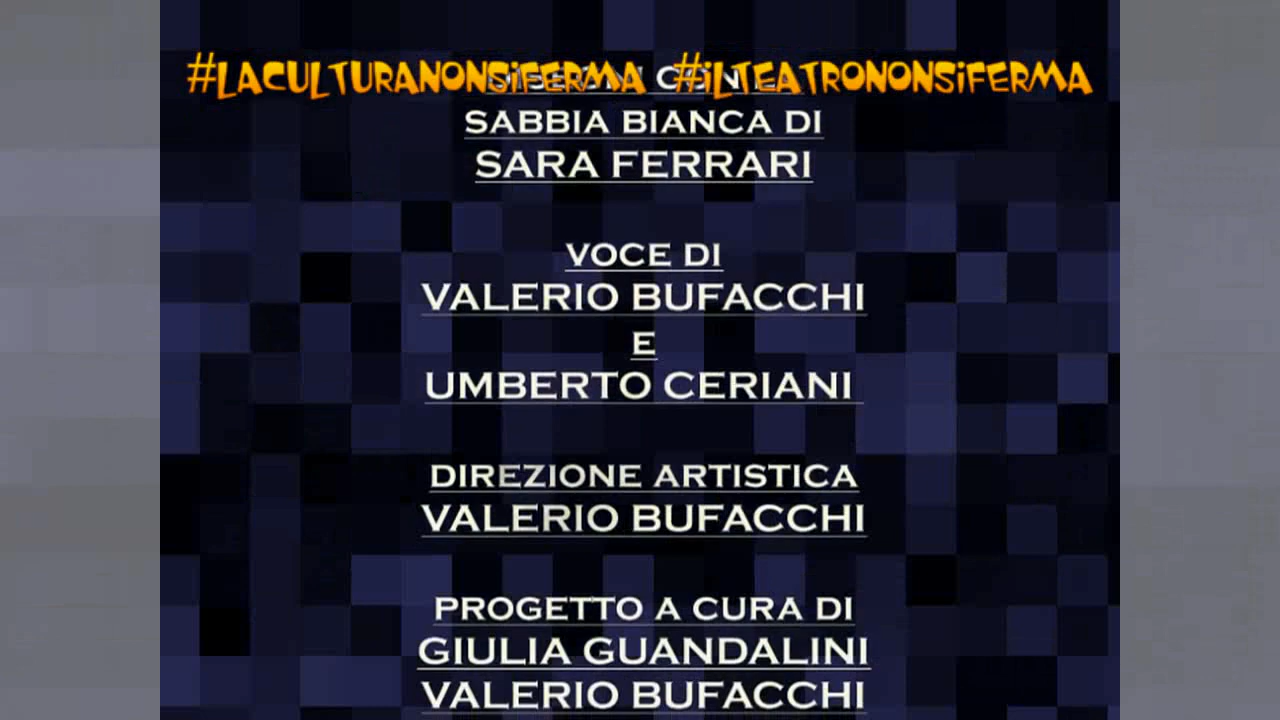 #LACULTURANONSiFERMA #iLTEATRONONSiFERMA
SABBIA BIANCA DI
SARA FERRARI
VOCE DI
VALERIO BUFACCHI
E
UMBERTO CERIANI
DIREZIONE ARTISTICA
VALERIO BUFACCHI
PROGETTO A CURA DI
GIULIA GUANDALINI
VALERIO BUFACCHI